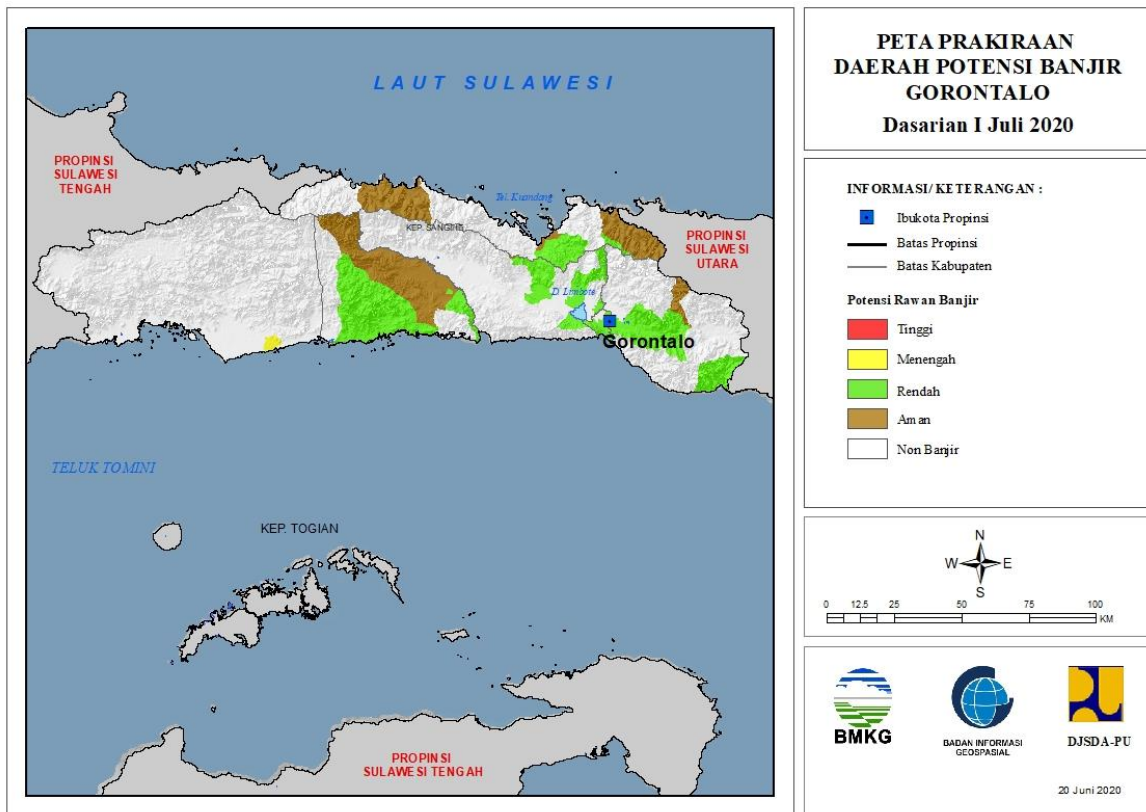 LAUT SULAWESI
PROPINSI
SULAWESI
TENGAH
Tel. Kuandang
KEP. SANGIHE
PROPINSI
SULAWESI
UTARA
D. Limboto
Gorontalo
TELUK TOMINI
KEP. TOGIAN
PROPINSI
SULAWESI TENGAH
PETA PRAKIRAAN
DAERAH POTENSI BANJIR
GORONTALO
Dasarian I Juli 2020
INFORMASI/ KETERANGAN :
Ibukota Propinsi
Batas Propinsi
Batas Kabupaten
Potensi Rawan Banjir
Tinggi
Menengah
Rendah
Aman
Non Banjir
N
W E
S
0 12.5 25 50 75 100
KM
BMKG
BADAN INFORMASI
GEOSPASIAL
DJSDA-PU
20 Juni 2020